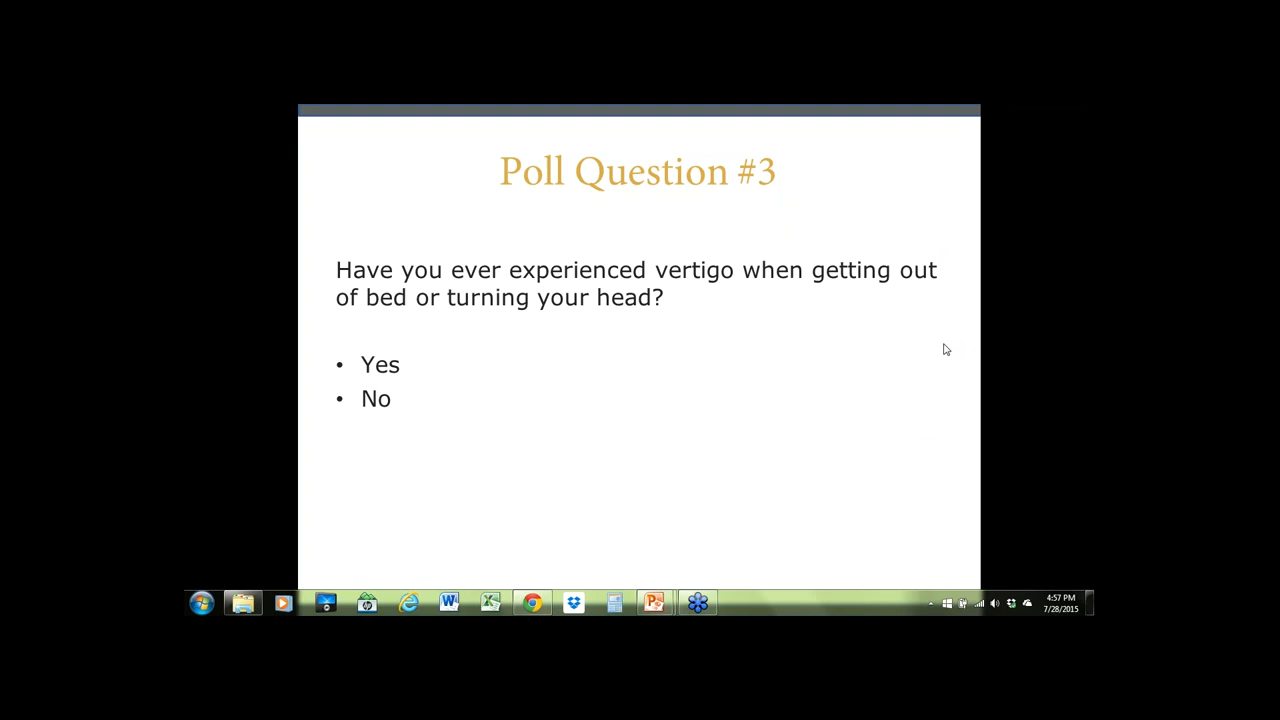 Poll Question #3
Have you ever experienced vertigo when getting out
of bed or turning your head?
• Yes
• No
4:57 PM
7/28/2015